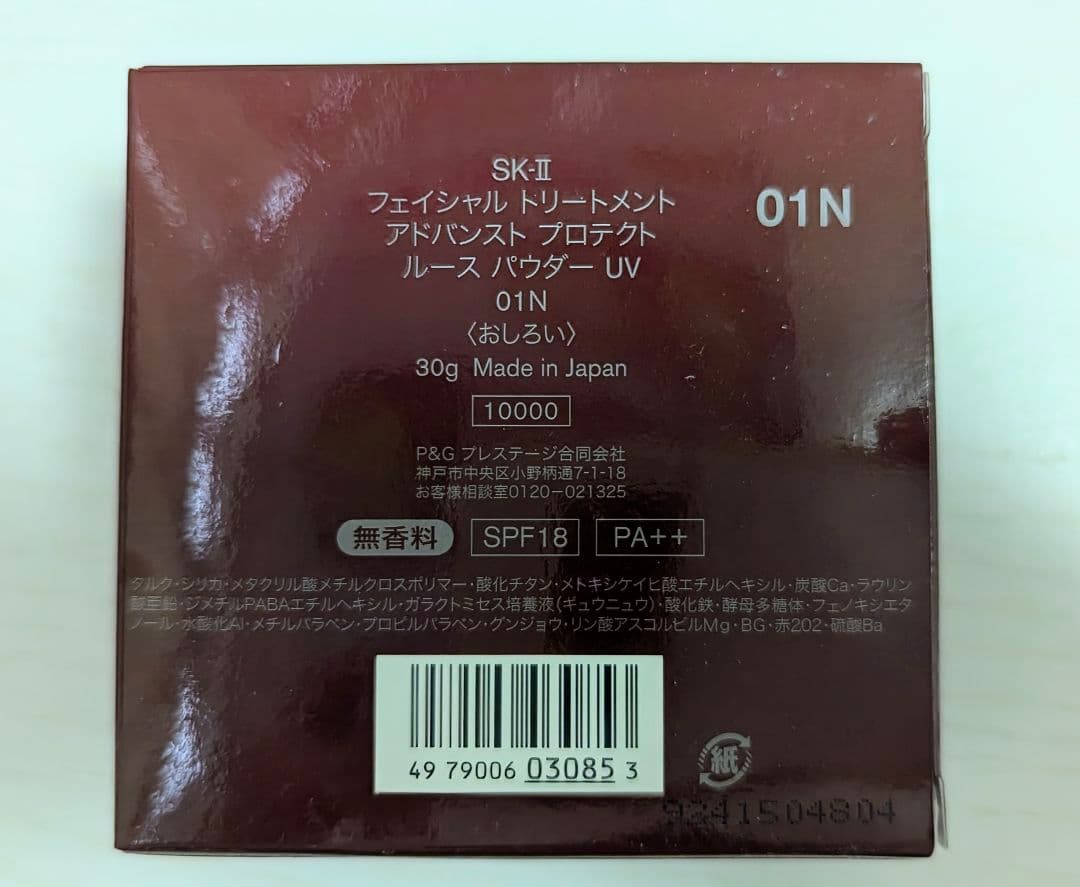 SK-Ⅱ
フェイシャル トリートメント
アドバンスト プロテクト
ルース パウダー UV
01N
〈おしろい〉
30g Made in Japan
10000
01N
P&G プレステージ合同会社
神戸市中央区小野柄通7-1-18
お客様相談室0120-021325
無香料 SPF18 PA++
タルク・シリカ・メタクリル酸メチルクロスポリマー・酸化チタン・メトキシケイヒ酸エチルヘキシル・炭酸Ca・ラウリン
酸亜鉛・ジメチルPABAエチルヘキシル・ガラクトミセス培養液(ギュウニュウ)・酸化鉄・酵母多糖体・フェノキシエタ
ノール・水酸化Al・メチルパラベン・プロピルパラベン・グンジョウ・リン酸アスコルビルMg・BG・赤202・硫酸Ba
49 79006 03085 3
紙
9241504804